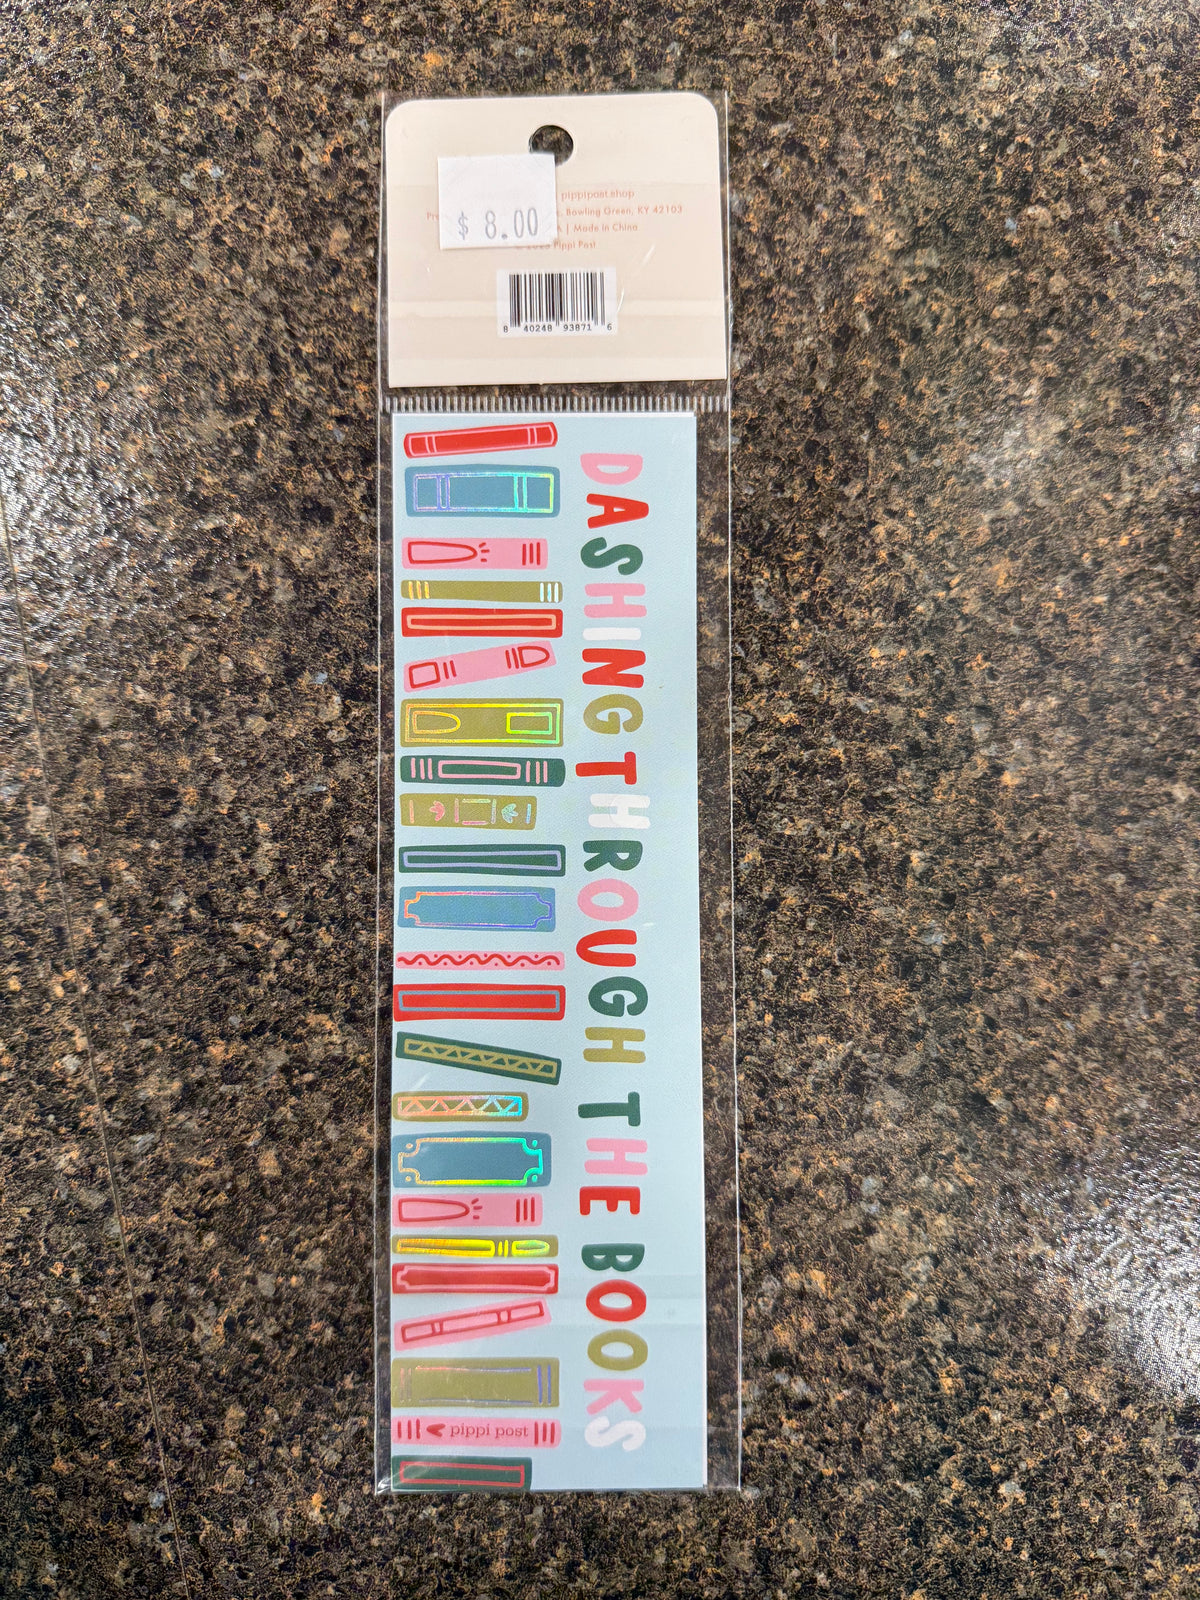 pippipost.shop
Bowling Green, KY 42103
| Made in China
Pippi Post
$ 8.00
8 40248 93871 6
DASHING THROUGH THE BOOKS
pippi post